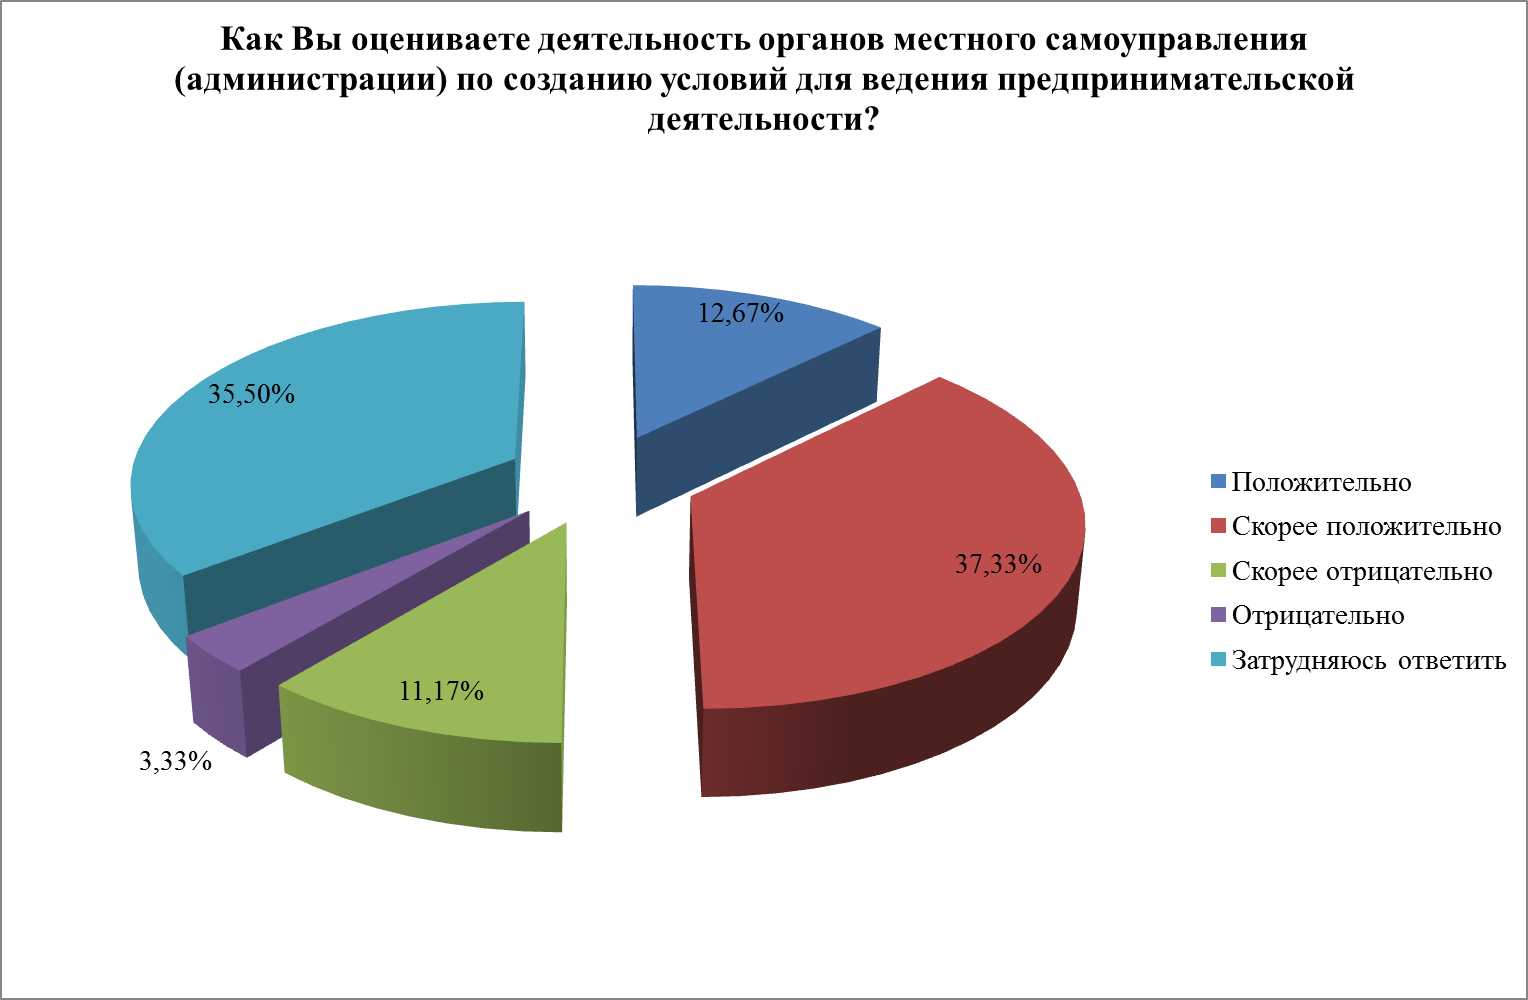 Как Вы оцениваете деятельность органов местного самоуправления
(администрации) по созданию условий для ведения предпринимательской
деятельности?
12,67%
35,50%
37,33%
11,17%
3,33%
Положительно
Скорее положительно
Скорее отрицательно
Отрицательно
Затрудняюсь ответить